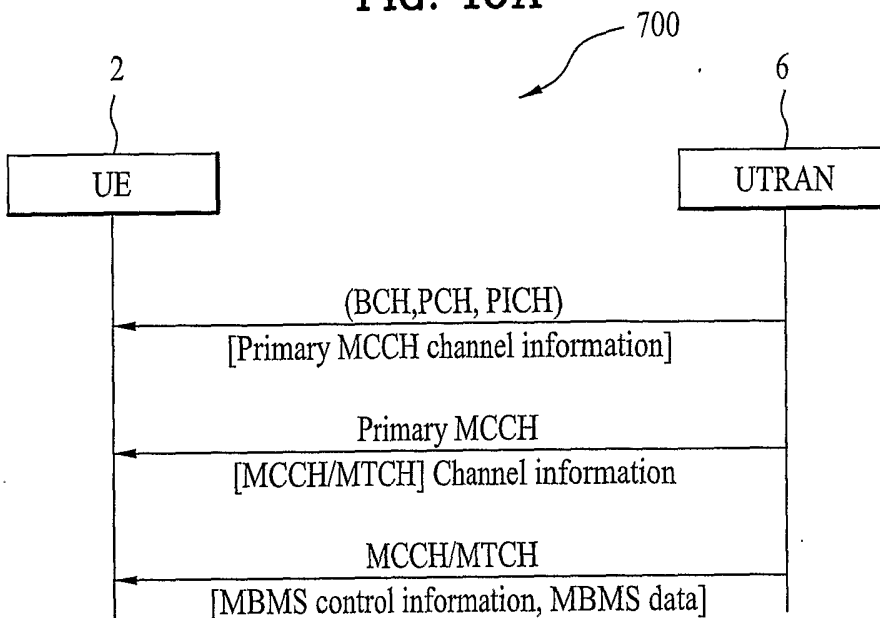 FIG. 10A
700
2
6
UE
UTRAN
(BCH,PCH, PICH)
[Primary MCCH channel information]
Primary MCCH
[MCCH/MTCH] Channel information
MCCH/MTCH
[MBMS control information, MBMS data]